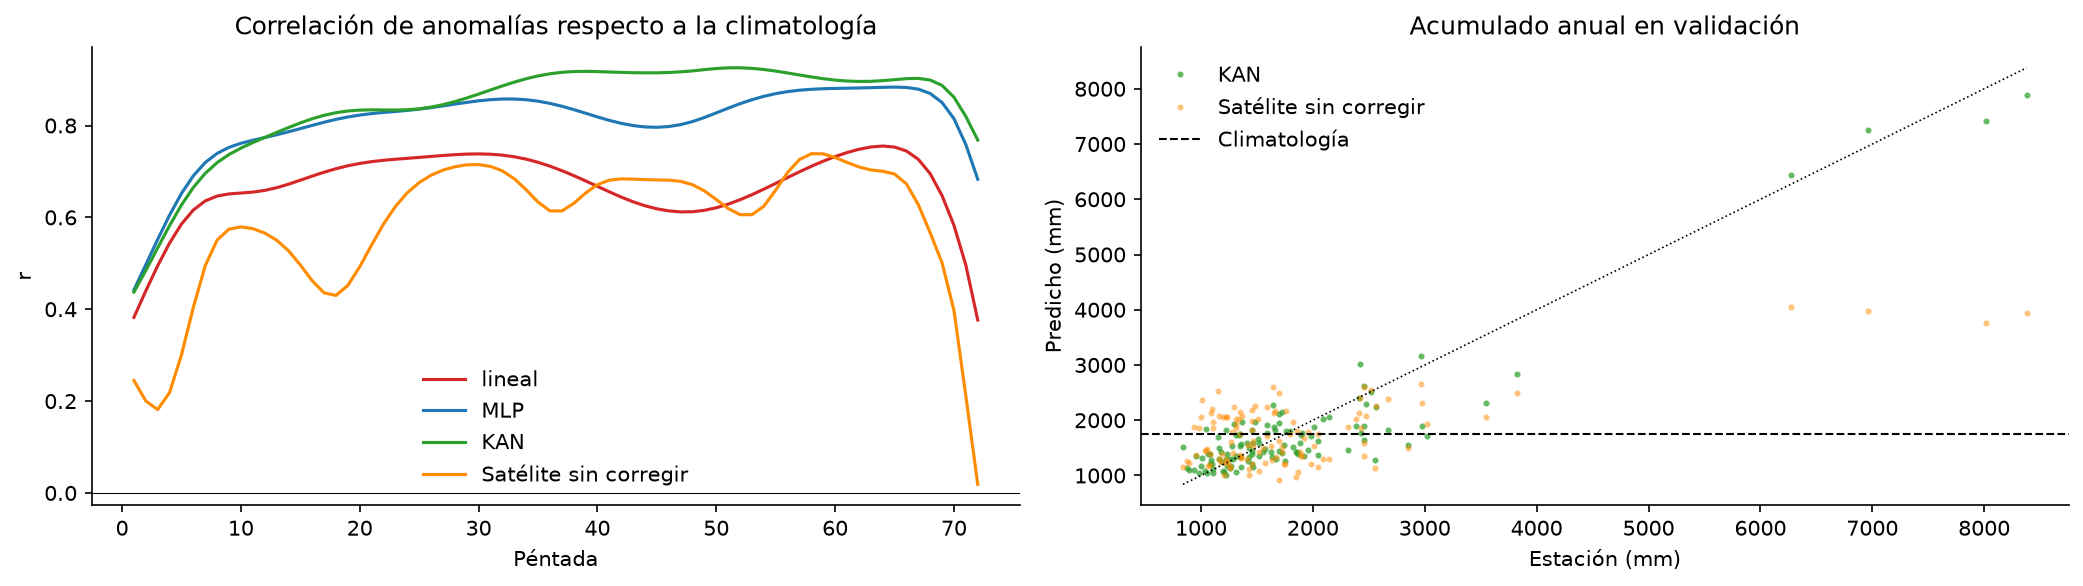 Correlación de anomalías respecto a la climatología
r
0.8
0.6
0.4
0.2
0.0
lineal
MLP
KAN
Satélite sin corregir
0 10 20 30 40 50 60 70
Péntada
Acumulado anual en validación
Predicho (mm)
8000
7000
6000
5000
4000
3000
2000
1000
KAN
Satélite sin corregir
Climatología
1000 2000 3000 4000 5000 6000 7000 8000
Estación (mm)